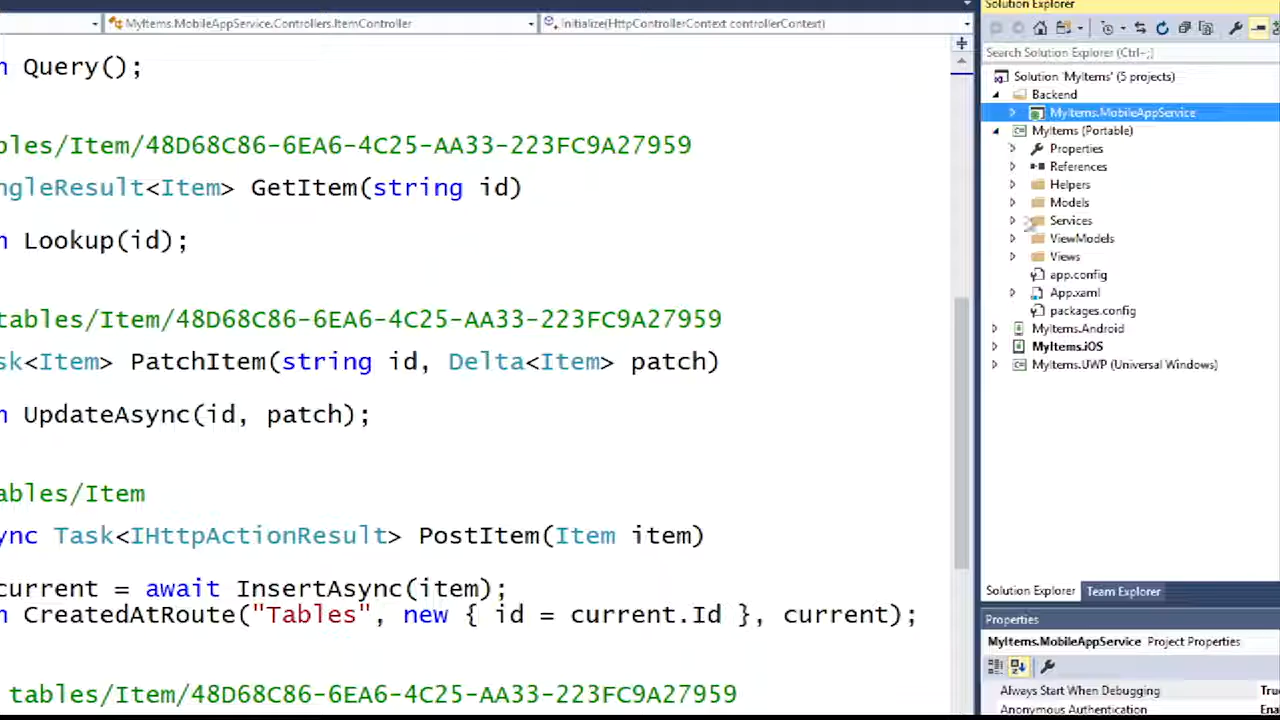 MyItems.MobileAppService.Controllers.ItemController
Initialize(HttpControllerContext controllerContext)
n Query();
bles/Item/48D68C86-6EA6-4C25-AA33-223FC9A27959
ngleResult<Item> GetItem(string id)
n Lookup(id);
tables/Item/48D68C86-6EA6-4C25-AA33-223FC9A27959
sk<Item> PatchItem(string id, Delta<Item> patch)
n UpdateAsync(id, patch);
ables/Item
ync Task<IHttpActionResult> PostItem(Item item)
current = await InsertAsync(item);
n CreatedAtRoute("Tables", new { id = current.Id }, current);
tables/Item/48D68C86-6EA6-4C25-AA33-223FC9A27959
Solution Explorer
Search Solution Explorer (Ctrl+;)
Solution 'MyItems' (5 projects)
Backend
MyItems.MobileAppService
MyItems (Portable)
Properties
References
Helpers
Models
Services
ViewModels
Views
app.config
App.xaml
packages.config
MyItems.Android
MyItems.iOS
MyItems.UWP (Universal Windows)
Solution Explorer Team Explorer
Properties
MyItems.MobileAppService Project Properties
Always Start When Debugging Tru
Anonymous Authentication Ena